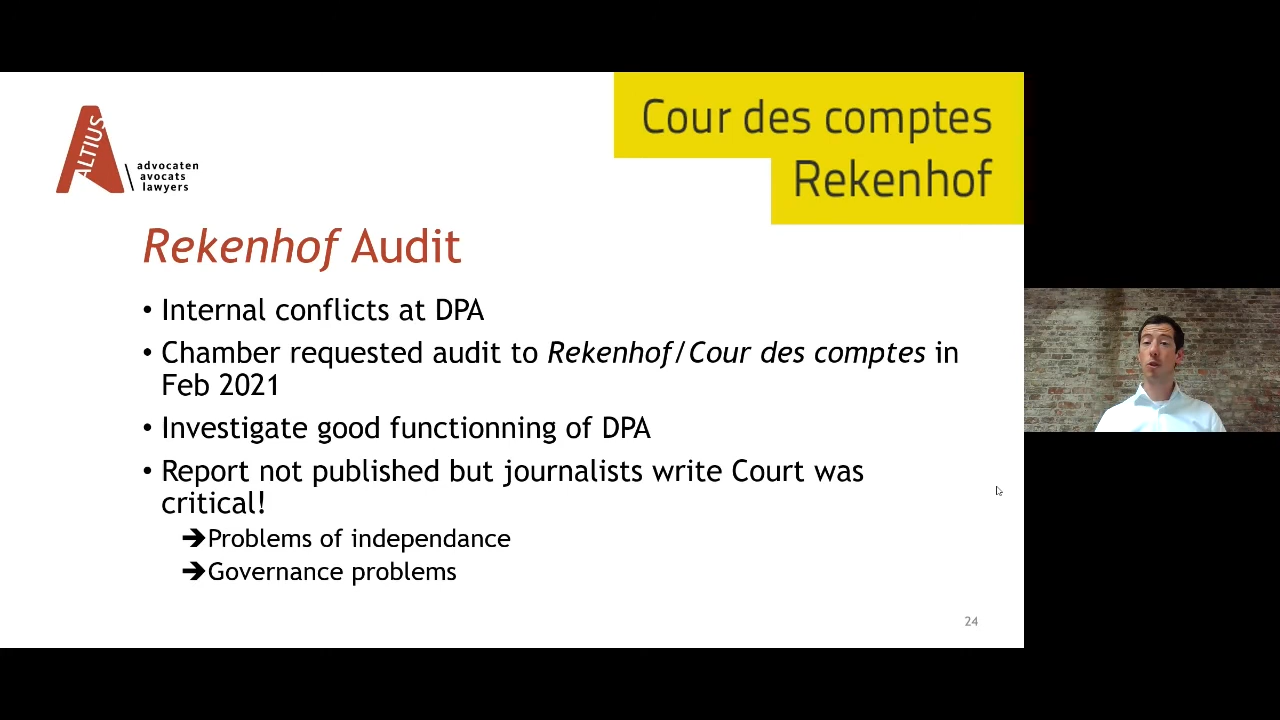 ALTIUS
advocaten
avocats
lawyers
Cour des comptes
Rekenhof
Rekenhof Audit
• Internal conflicts at DPA
• Chamber requested audit to Rekenhof/Cour des comptes in
Feb 2021
• Investigate good functionning of DPA
• Report not published but journalists write Court was
critical!
➔Problems of independance
➔Governance problems
24